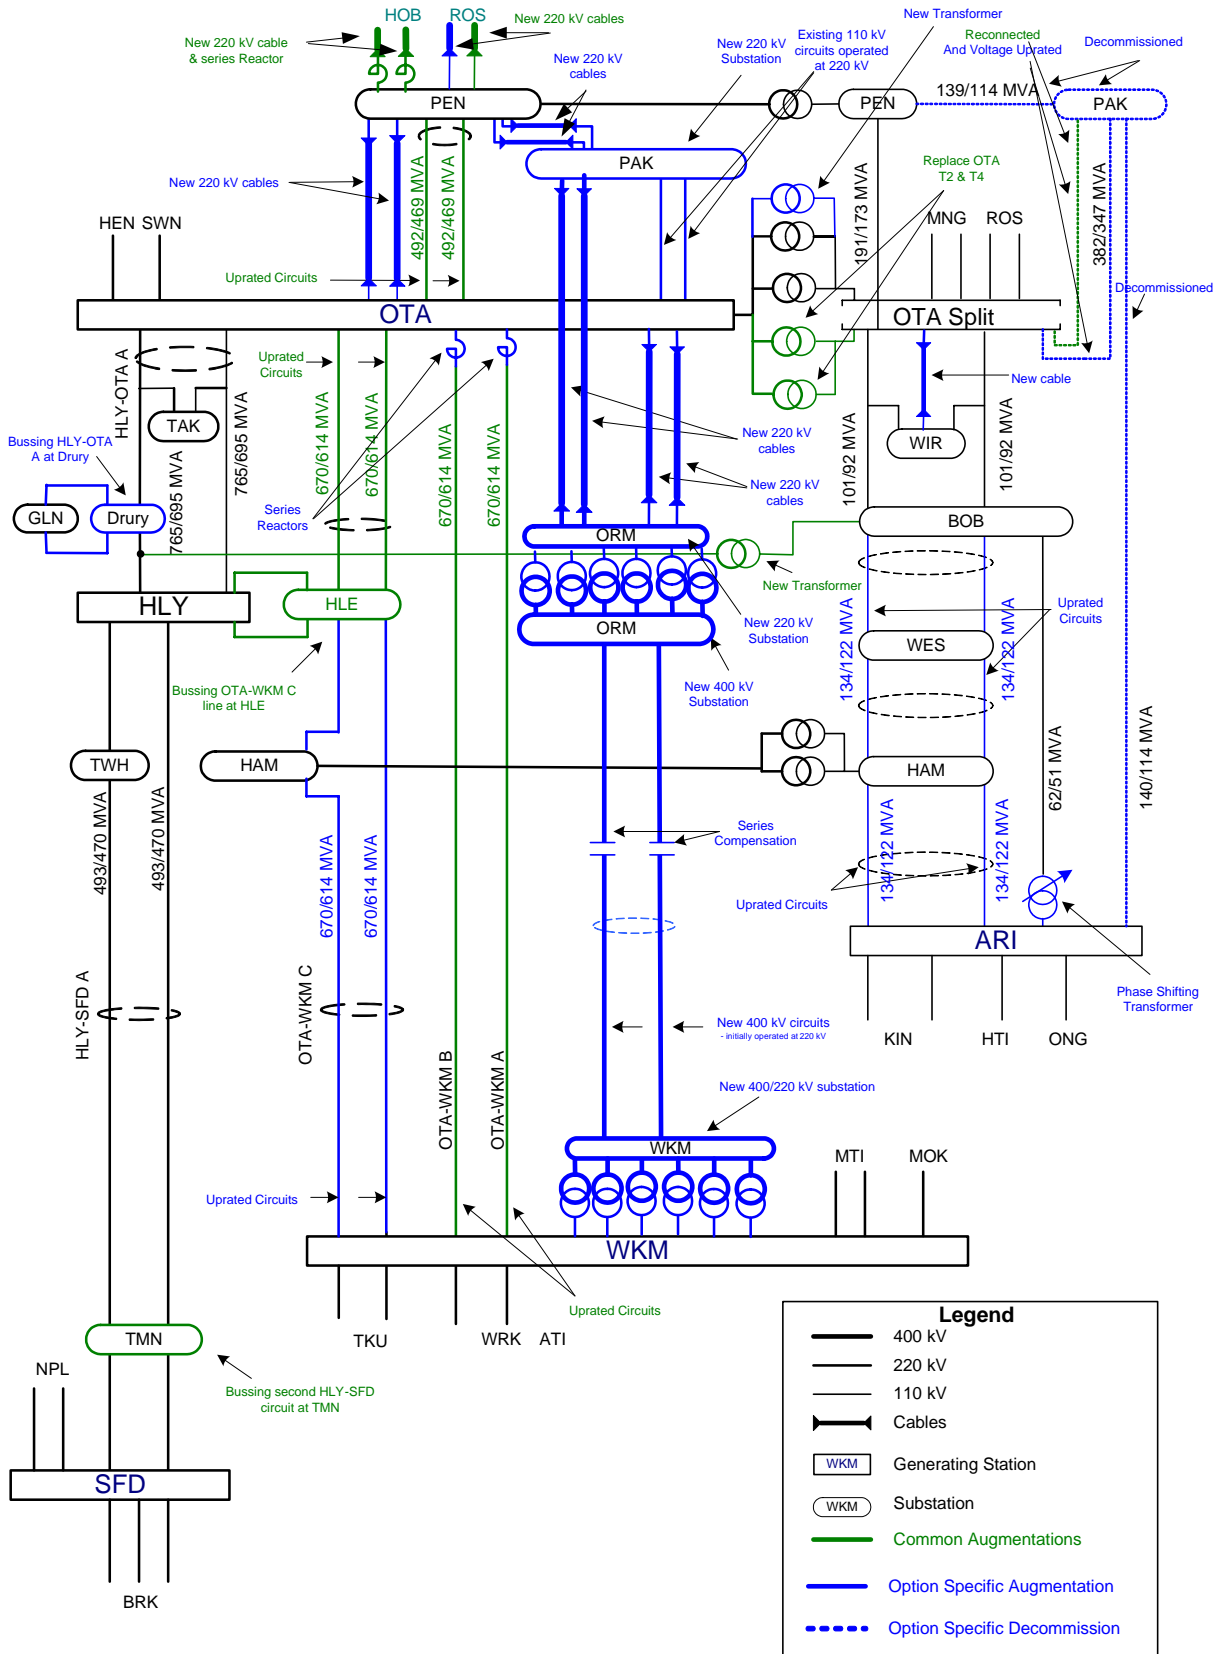 HOB ROS
New Transformer
New 220 kV cable
& series Reactor
New 220 kV cables
New 220 kV
cables
New 220 kV
Substation
Existing 110 kV
circuits operated
at 220 kV
Reconnected
And Voltage Uprated
Decommissioned
139/114 MVA
PEN
PEN
PAK
PAK
New 220 kV cables
492/469 MVA
492/469 MVA
Replace OTA
T2 & T4
191/173 MVA
382/347 MVA
HEN SWN
MNG ROS
Uprated Circuits
Decommissioned
OTA
OTA Split
HLY-OTA A
Uprated
Circuits
New cable
TAK
765/695 MVA
765/695 MVA
670/614 MVA
670/614 MVA
670/614 MVA
670/614 MVA
101/92 MVA
101/92 MVA
WIR
Bussing HLY-OTA
A at Drury
New 220 kV
cables
New 220 kV
cables
GLN
Drury
Series
Reactors
ORM
BOB
New Transformer
HLY
HLE
ORM
New 220 kV
Substation
134/122 MVA
134/122 MVA
Uprated
Circuits
WES
Bussing OTA-WKM C
line at HLE
New 400 kV
Substation
TWH
HAM
HAM
62/51 MVA
140/114 MVA
493/470 MVA
493/470 MVA
670/614 MVA
670/614 MVA
Series
Compensation
134/122 MVA
134/122 MVA
Uprated Circuits
ARI
HLY-SFD A
OTA-WKM C
OTA-WKM B
OTA-WKM A
New 400 kV circuits
- initially operated at 220 kV
Phase Shifting
Transformer
KIN HTI ONG
New 400/220 kV substation
WKM
MTI MOK
Uprated Circuits
WKM
Uprated Circuits
TKU WRK ATI
TMN
NPL
Bussing second HLY-SFD
circuit at TMN
SFD
BRK
Legend
400 kV
220 kV
110 kV
Cables
WKM Generating Station
WKM Substation
Common Augmentations
Option Specific Augmentation
Option Specific Decommission